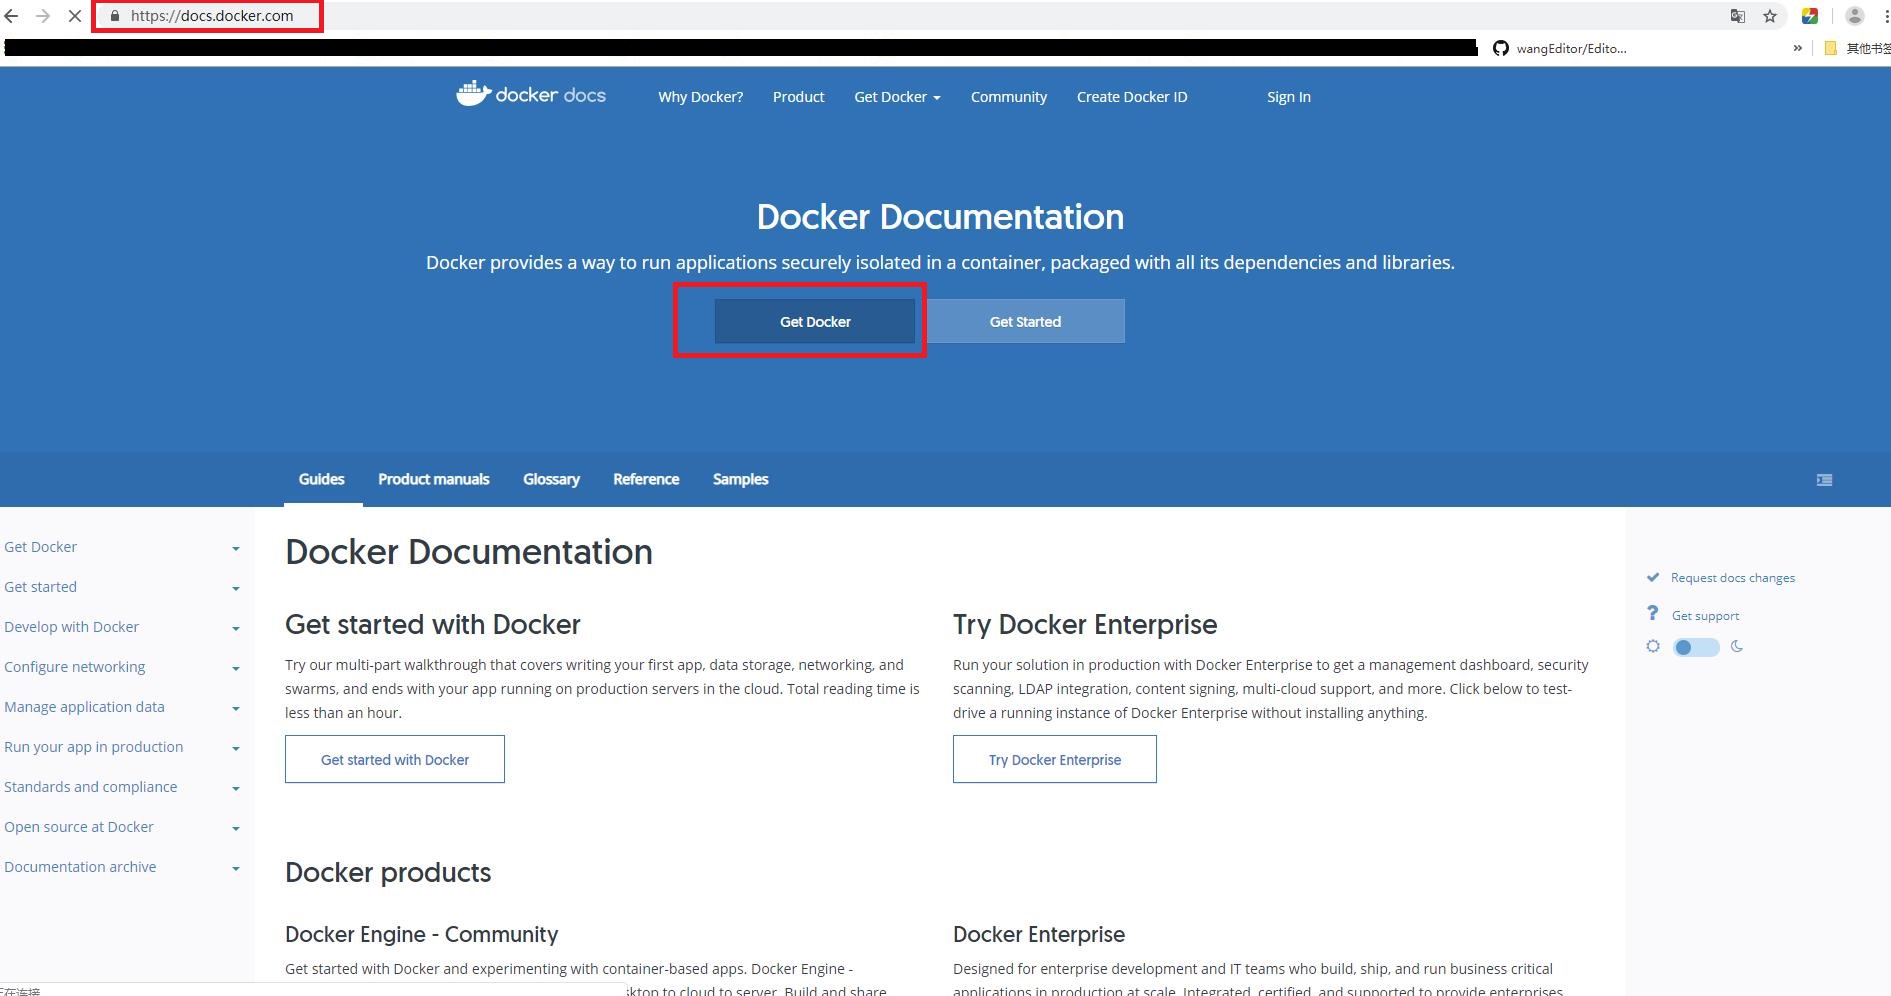 https://docs.docker.com
wangEditor/Edito...
»
其他书签
docker docs
Why Docker?
Product
Get Docker
Community
Create Docker ID
Sign In
Docker Documentation
Docker provides a way to run applications securely isolated in a container, packaged with all its dependencies and libraries.
Get Docker
Get Started
Guides
Product manuals
Glossary
Reference
Samples
Get Docker
Get started
Develop with Docker
Configure networking
Manage application data
Run your app in production
Standards and compliance
Open source at Docker
Documentation archive
Docker Documentation
Get started with Docker
Try our multi-part walkthrough that covers writing your first app, data storage, networking, and
swarms, and ends with your app running on production servers in the cloud. Total reading time is
less than an hour.
Get started with Docker
Try Docker Enterprise
Run your solution in production with Docker Enterprise to get a management dashboard, security
scanning, LDAP integration, content signing, multi-cloud support, and more. Click below to test-
drive a running instance of Docker Enterprise without installing anything.
Try Docker Enterprise
Docker products
Docker Engine - Community
Get started with Docker and experimenting with container-based apps. Docker Engine -
ktop to cloud to server. Build and share
Docker Enterprise
Designed for enterprise development and IT teams who build, ship, and run business critical
applications in production at scale. Integrated, certified, and supported to provide enterprises
Request docs changes
Get support
在连接